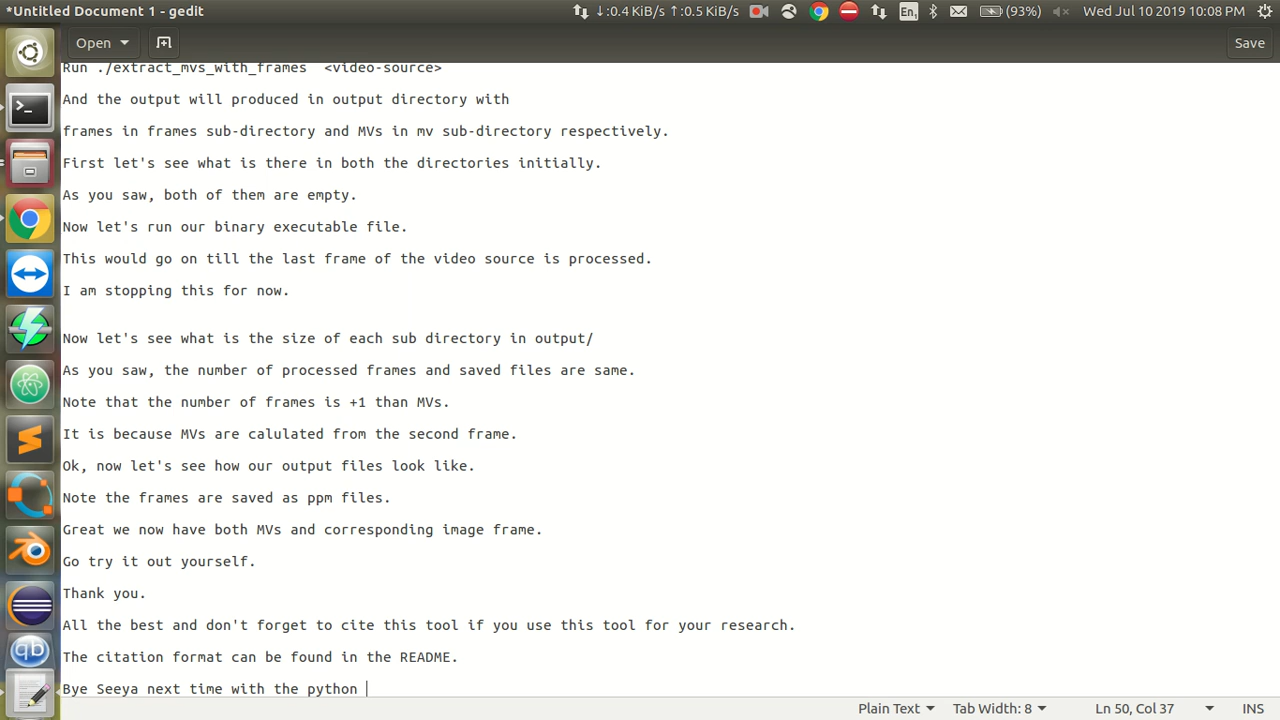 *Untitled Document 1 - gedit
↓:0.4 KiB/s ↑:0.5 KiB/s
En1
(93%)
Wed Jul 10 2019 10:08 PM
Open
Save
Run ./extract_mvs_with_frames  <video-source>
And the output will produced in output directory with
frames in frames sub-directory and MVs in mv sub-directory respectively.
First let's see what is there in both the directories initially.
As you saw, both of them are empty.
Now let's run our binary executable file.
This would go on till the last frame of the video source is processed.
I am stopping this for now.
Now let's see what is the size of each sub directory in output/
As you saw, the number of processed frames and saved files are same.
Note that the number of frames is +1 than MVs.
It is because MVs are calulated from the second frame.
Ok, now let's see how our output files look like.
Note the frames are saved as ppm files.
Great we now have both MVs and corresponding image frame.
Go try it out yourself.
Thank you.
All the best and don't forget to cite this tool if you use this tool for your research.
The citation format can be found in the README.
Bye Seeya next time with the python
qb
Plain Text
Tab Width: 8
Ln 50, Col 37
INS